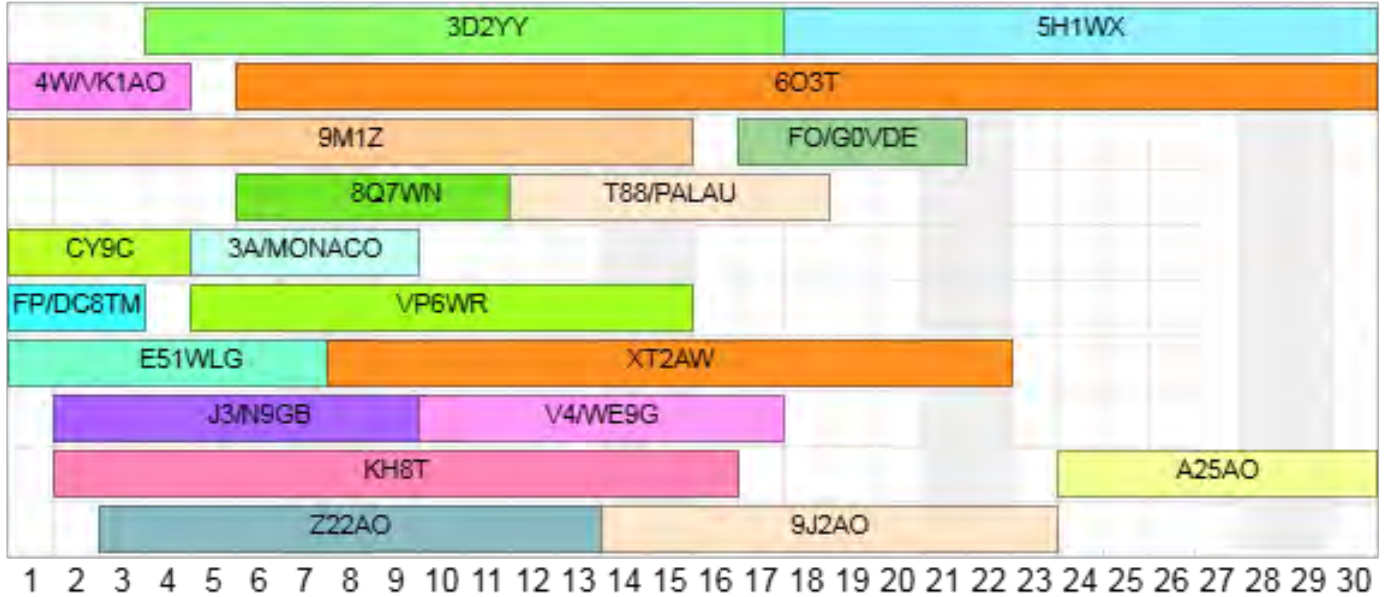 3D2YY 5H1WX
4W/VK1AO 6O3T
9M1Z FO/G0VDE
8Q7WN T88/PALAU
CY9C 3A/MONACO
FP/DC8TM VP6WR
E51WLG XT2AW
J3/N9GB V4/WE9G
KH8T A25AO
Z22AO 9J2AO
1 2 3 4 5 6 7 8 9 10 11 12 13 14 15 16 17 18 19 20 21 22 23 24 25 26 27 28 29 30